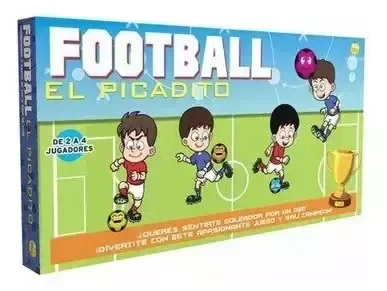 FOOTBALL
EL PICADITO
DE 2 A 4
JUGADORES
¿QUERÉS SENTIRTE GOLEADOR POR UN DÍA?
¡DIVERTITE CON ESTE APASIONANTE JUEGO Y SALÍ CAMPEÓN!
FOOTBALL
EL PICADITO